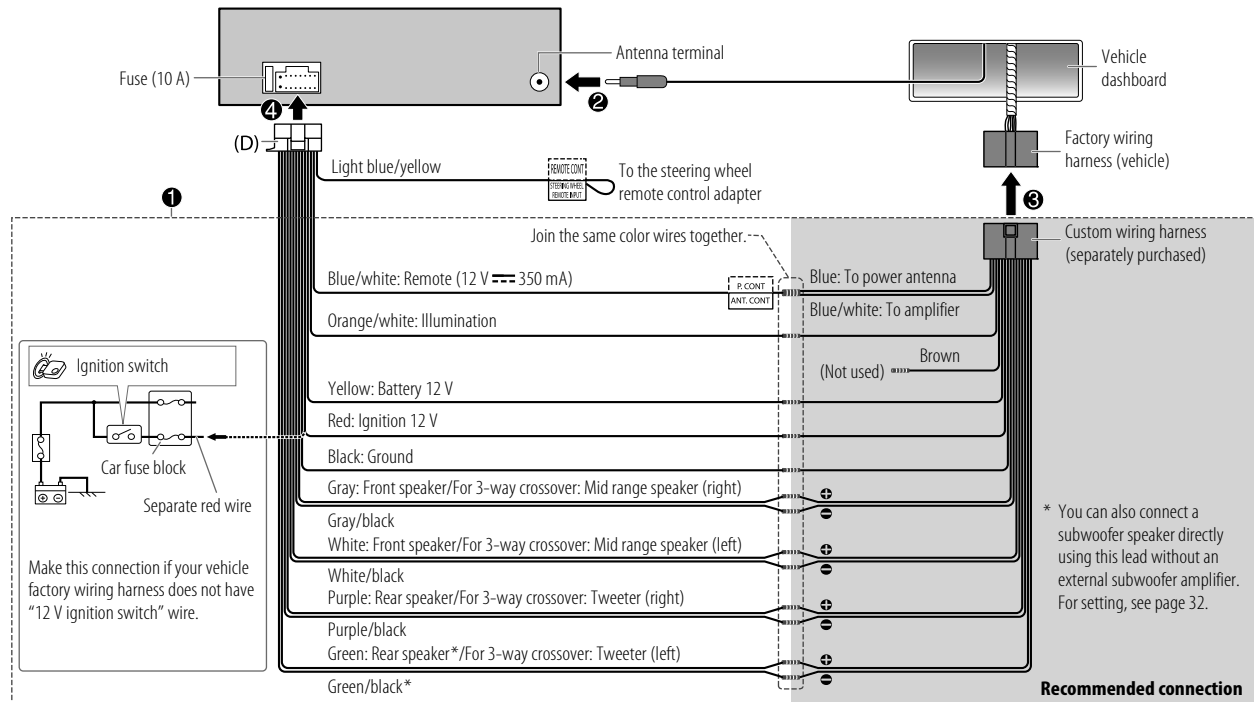 Fuse (10 A)
Antenna terminal
Vehicle
dashboard
❷
❹
(D)
Factory wiring
harness (vehicle)
Light blue/yellow
REMOTE CONT
STEERING WHEEL
REMOTE INPUT
To the steering wheel
remote control adapter
❶
❸
Join the same color wires together.
Custom wiring harness
(separately purchased)
Blue/white: Remote (12 V ⎓ 350 mA)
P. CONT
ANT. CONT
Blue: To power antenna
Blue/white: To amplifier
Orange/white: Illumination
Brown
(Not used)
Ignition switch
Yellow: Battery 12 V
Red: Ignition 12 V
Car fuse block
Separate red wire
Black: Ground
Gray: Front speaker/For 3-way crossover: Mid range speaker (right)
⊕
⊖
Gray/black
White: Front speaker/For 3-way crossover: Mid range speaker (left)
⊕
⊖
White/black
Purple: Rear speaker/For 3-way crossover: Tweeter (right)
⊕
⊖
Purple/black
Green: Rear speaker*/For 3-way crossover: Tweeter (left)
⊕
⊖
Green/black*
Make this connection if your vehicle
factory wiring harness does not have
“12 V ignition switch” wire.
* You can also connect a
subwoofer speaker directly
using this lead without an
external subwoofer amplifier.
For setting, see page 32.
Recommended connection